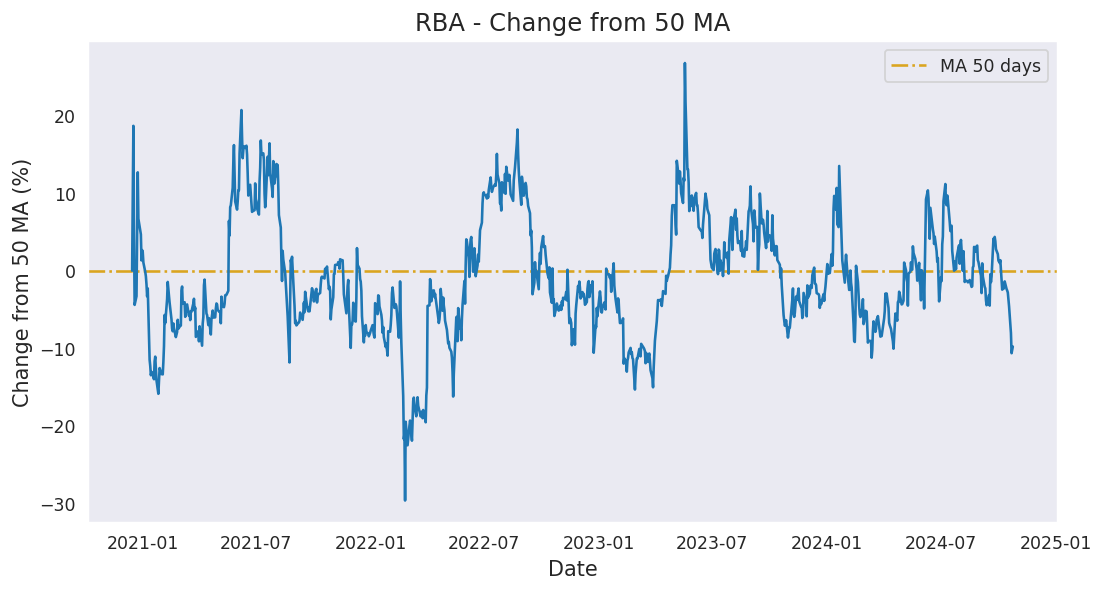 RBA - Change from 50 MA
MA 50 days
Change from 50 MA (%)
20
10
0
−10
−20
−30
2021-01 2021-07 2022-01 2022-07 2023-01 2023-07 2024-01 2024-07 2025-01
Date